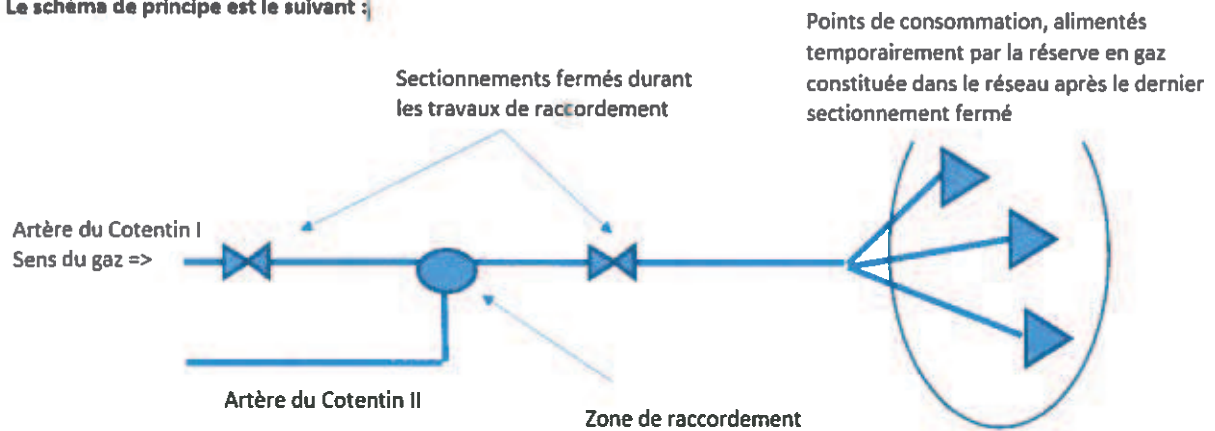 Le schéma de principe est le suivant :
Points de consommation, alimentés
temporairement par la réserve en gaz
constituée dans le réseau après le dernier
sectionnement fermé
Sectionnements fermés durant
les travaux de raccordement
Artère du Cotentin I
Sens du gaz =>
Artère du Cotentin II
Zone de raccordement